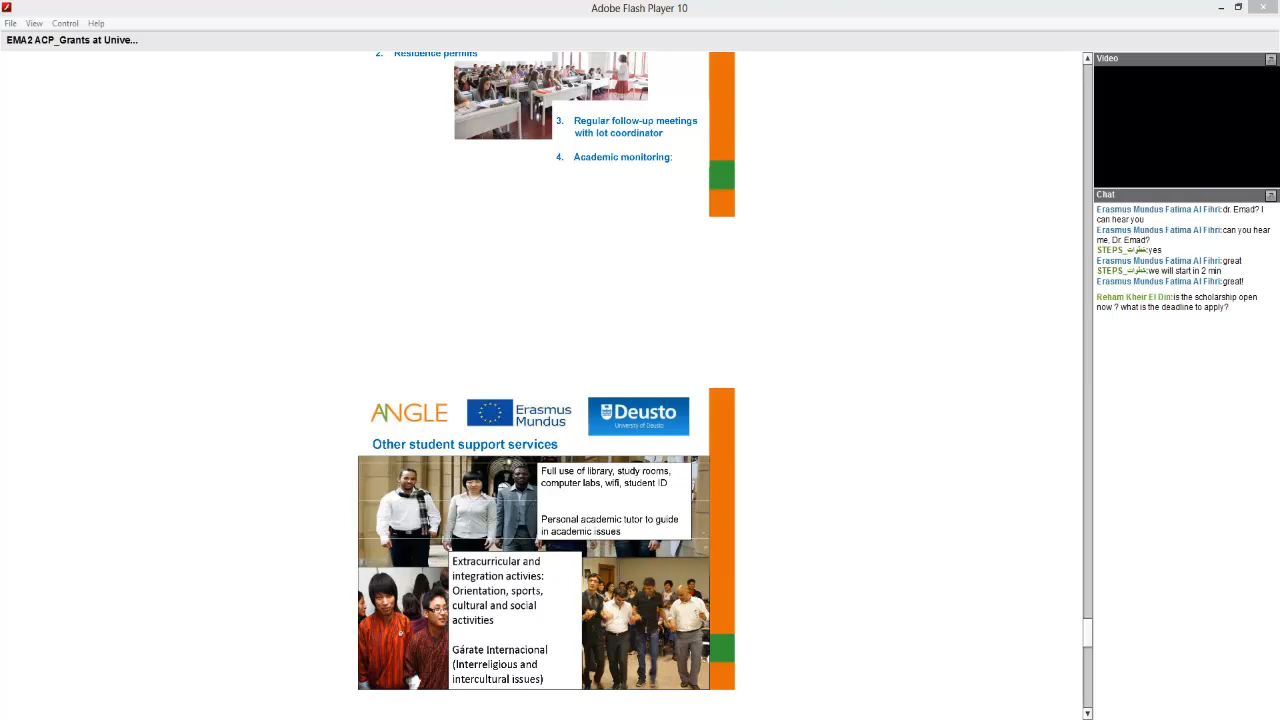 Adobe Flash Player 10
File View Control Help
EMA2 ACP_Grants at Unive...
2. Residence permits
3. Regular follow-up meetings
with lot coordinator
4. Academic monitoring:
ANGLE
Erasmus
Mundus
Deusto
University of Deusto
Other student support services
Full use of library, study rooms,
computer labs, wifi, student ID
Personal academic tutor to guide
in academic issues
Extracurricular and
integration activies:
Orientation, sports,
cultural and social
activities
Gárate Internacional
(Interreligious and
intercultural issues)
Video
Chat
Erasmus Mundus Fatima Al Fihri:dr. Emad? I
can hear you
Erasmus Mundus Fatima Al Fihri:can you hear
me, Dr. Emad?
STEPS_خطوات:yes
Erasmus Mundus Fatima Al Fihri:great
STEPS_خطوات:we will start in 2 min
Erasmus Mundus Fatima Al Fihri:great!
Reham Kheir El Din:is the scholarship open
now ? what is the deadline to apply?